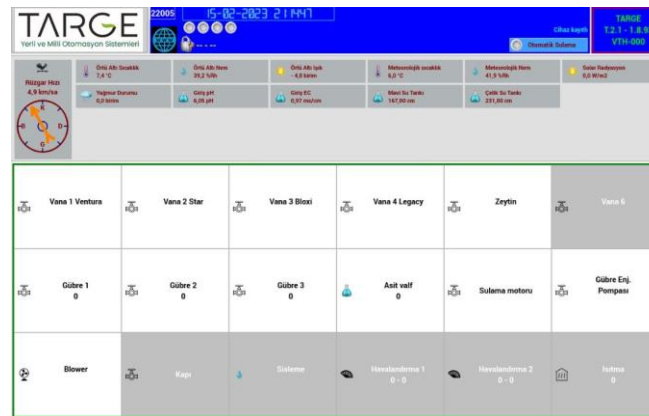 TARGE
Yerli ve Milli Otomasyon Sistemleri
22005
15-02-2023 21:14:41
--.--
Cihaz kayıtlı
Otomatik Sulama
TARGE
T.2.1 - 1.8.9
VTH-000
Rüzgar Hızı
4,9 km/sa
K
B
D
G
Örtü Altı Sıcaklık
7,4 °C
Örtü Altı Nem
39,2 %Rh
Örtü Altı Işık
- 4,0 birim
Meteorolojik sıcaklık
6,0 °C
Meteorolojik Nem
41,9 %Rh
Solar Radyasyon
0,0 W/m2
Yağmur Durumu
0,0 birim
Giriş pH
0,00 pH
Giriş EC
0,07 ms/cm
Mavi Su Tankı
167,00 cm
Çelik Su Tankı
231,00 cm
Vana 1 Ventura
Vana 2 Star
Vana 3 Bloxi
Vana 4 Legacy
Zeytin
Vana 6
Gübre 1
0
Gübre 2
0
Gübre 3
0
Asit valf
0
Sulama motoru
Gübre Enj.
Pompası
Blower
Kapı
Sisleme
Havalandırma 1
0 - 0
Havalandırma 2
0 - 0
Isıtma
0